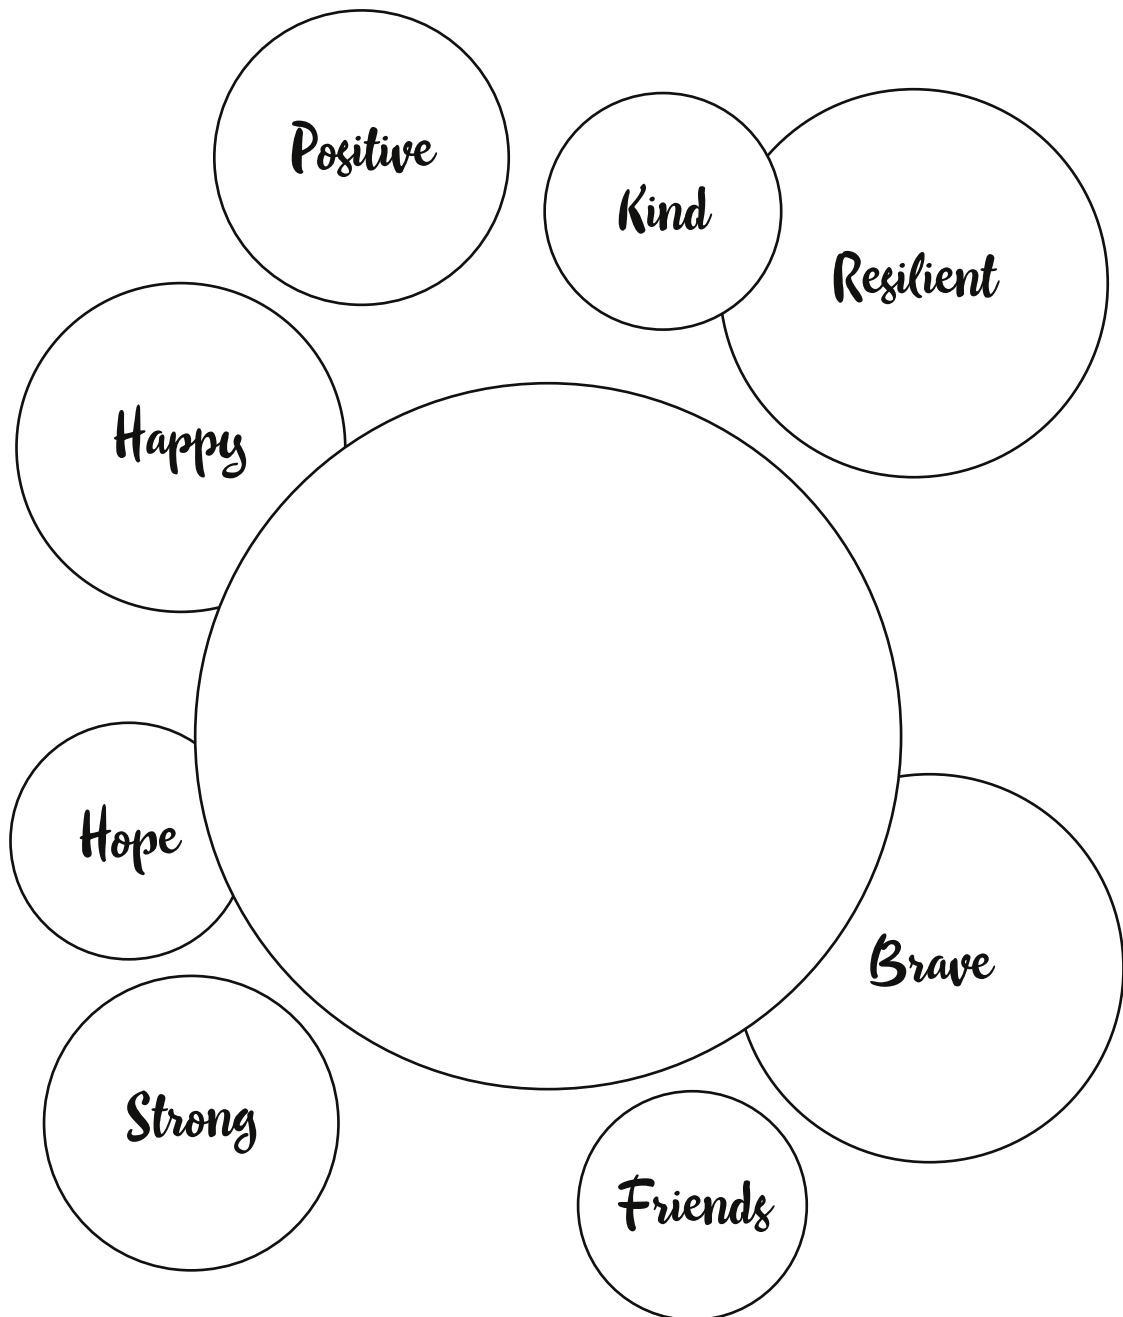 Positive
Kind
Resilient
Happy
Hope
Brave
Strong
Friends